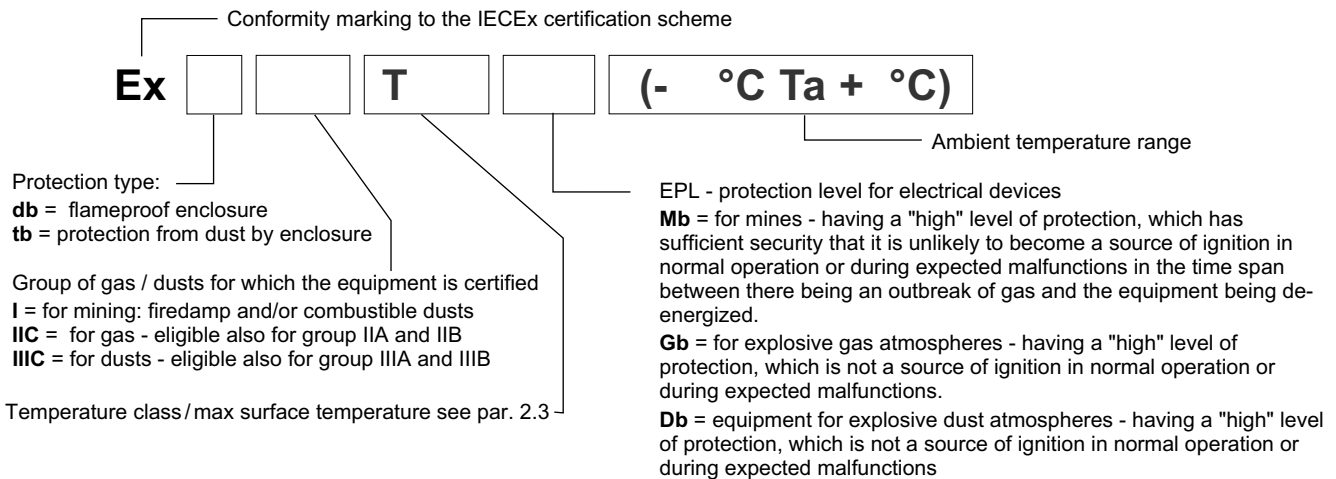 Conformity marking to the IECEx certification scheme
Ex T (- °C Ta + °C)
Ambient temperature range
Protection type:
db = flameproof enclosure
tb = protection from dust by enclosure
Group of gas / dusts for which the equipment is certified
I = for mining: firedamp and/or combustible dusts
IIC = for gas - eligible also for group IIA and IIB
IIIC = for dusts - eligible also for group IIIA and IIIB
Temperature class/max surface temperature see par. 2.3
EPL - protection level for electrical devices
Mb = for mines - having a "high" level of protection, which has
sufficient security that it is unlikely to become a source of ignition in
normal operation or during expected malfunctions in the time span
between there being an outbreak of gas and the equipment being de-
energized.
Gb = for explosive gas atmospheres - having a "high" level of
protection, which is not a source of ignition in normal operation or
during expected malfunctions.
Db = equipment for explosive dust atmospheres - having a "high" level
of protection, which is not a source of ignition in normal operation or
during expected malfunctions